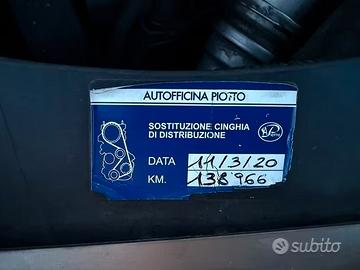 AUTOFFICINA PIOTTO
SOSTITUZIONE CINGHIA
DI DISTRIBUZIONE
DATA 11/3/20
KM. 138966
subito